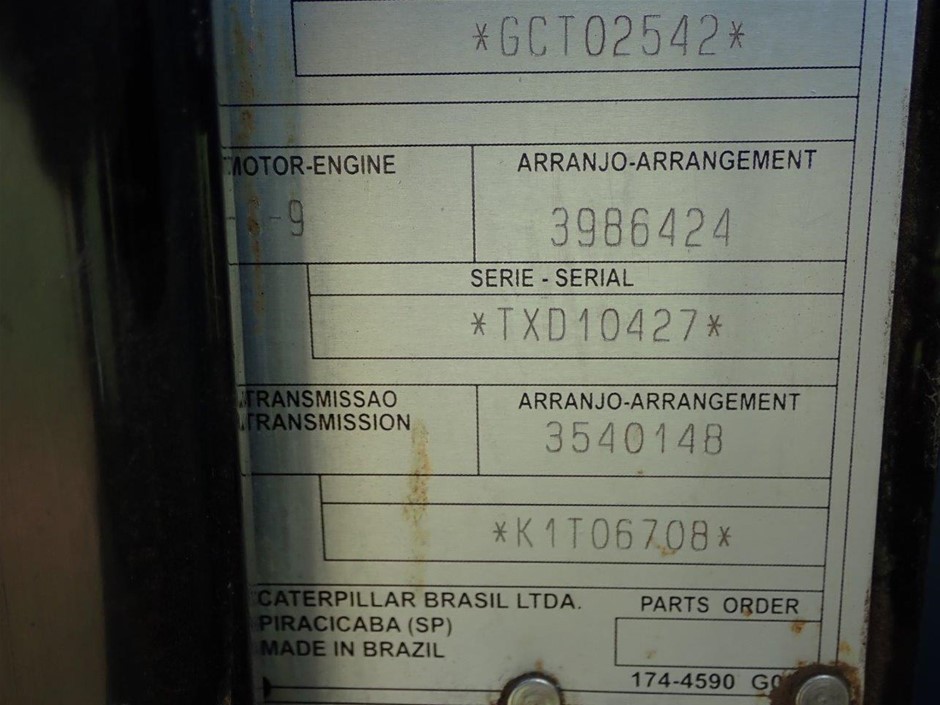 *GCT02542*
MOTOR-ENGINE
ARRANJO-ARRANGEMENT
-9
3986424
SERIE - SERIAL
*TXD10427*
TRANSMISSAO
TRANSMISSION
ARRANJO-ARRANGEMENT
3540148
*K1T06708*
CATERPILLAR BRASIL LTDA.
PIRACICABA (SP)
MADE IN BRAZIL
PARTS ORDER
174-4590